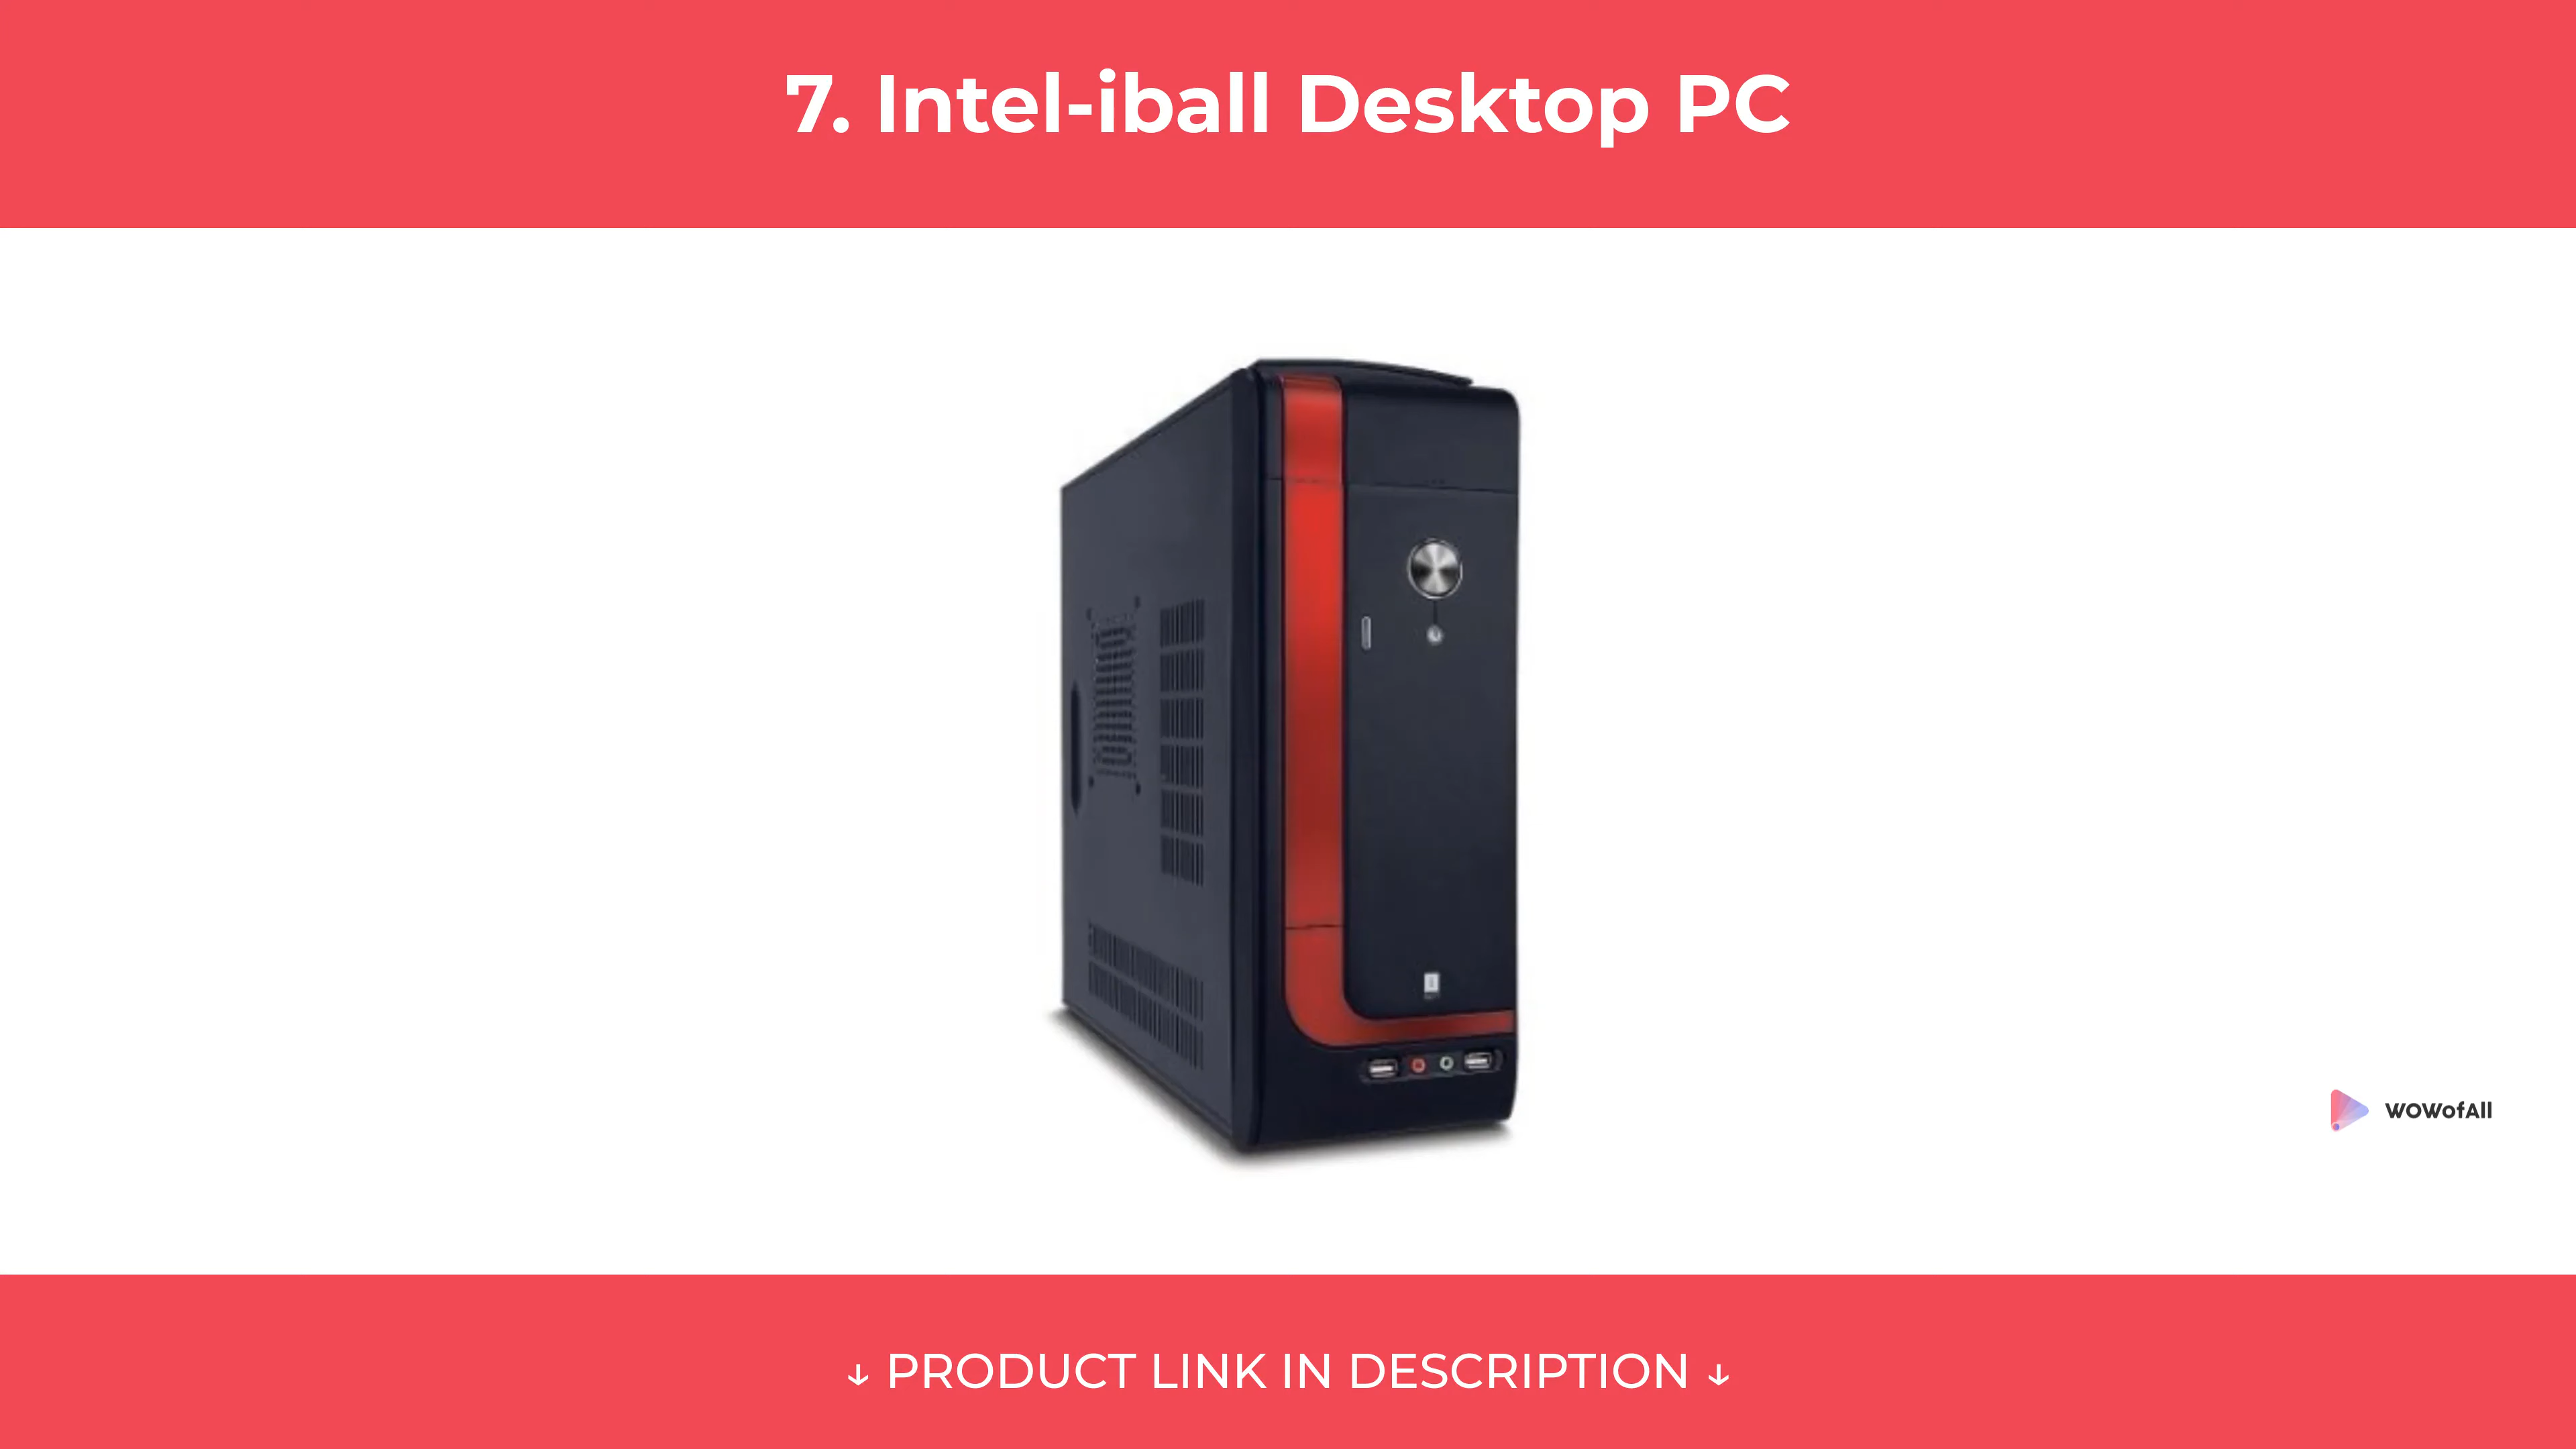 7. Intel-iball Desktop PC
WOWofAll
↓ PRODUCT LINK IN DESCRIPTION ↓